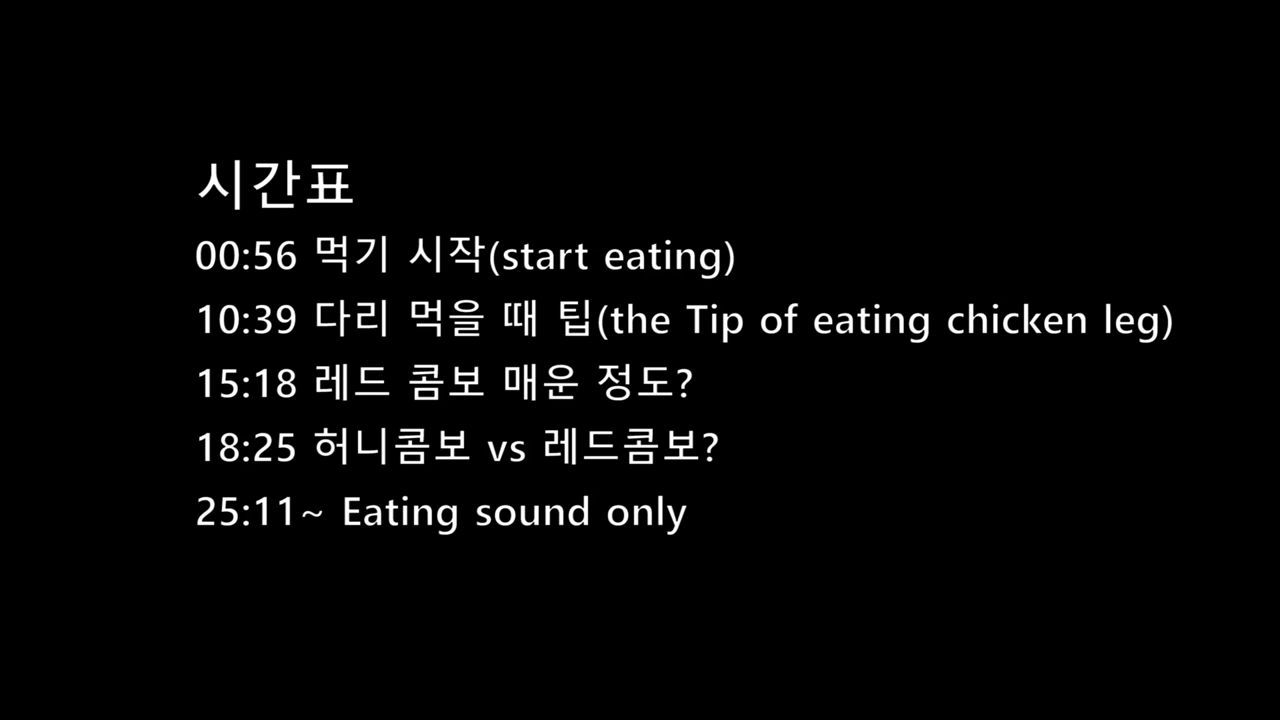 시간표
00:56 먹기 시작(start eating)
10:39 다리 먹을 때 팁(the Tip of eating chicken leg)
15:18 레드 콤보 매운 정도?
18:25 허니콤보 vs 레드콤보?
25:11~ Eating sound only